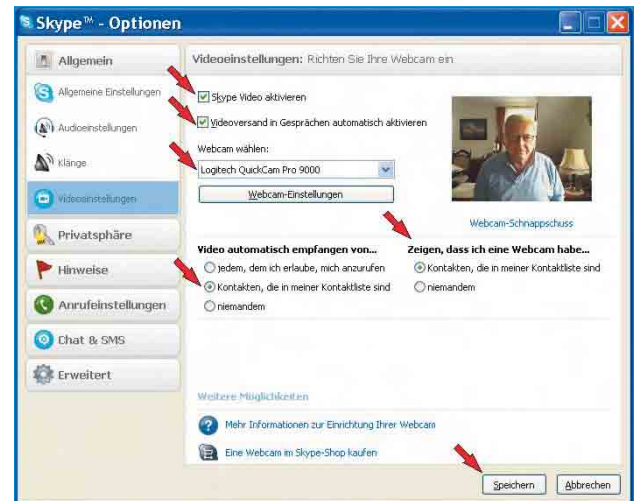 Skype™ - Optionen
Allgemein
Allgemeine Einstellungen
Audioeinstellungen
Klänge
Videoeinstellungen
Privatsphäre
Hinweise
Anrufeinstellungen
Chat & SMS
Erweitert
Videoeinstellungen: Richten Sie Ihre Webcam ein
Skype Video aktivieren
Videoversand in Gesprächen automatisch aktivieren
Webcam wählen:
Logitech QuickCam Pro 9000
Webcam-Einstellungen
Webcam-Schnappschuss
Video automatisch empfangen von...
jedem, dem ich erlaube, mich anzurufen
Kontakten, die in meiner Kontaktliste sind
niemandem
Zeigen, dass ich eine Webcam habe...
Kontakten, die in meiner Kontaktliste sind
niemandem
Weitere Möglichkeiten
Mehr Informationen zur Einrichtung Ihrer Webcam
Eine Webcam im Skype-Shop kaufen
Speichern
Abbrechen